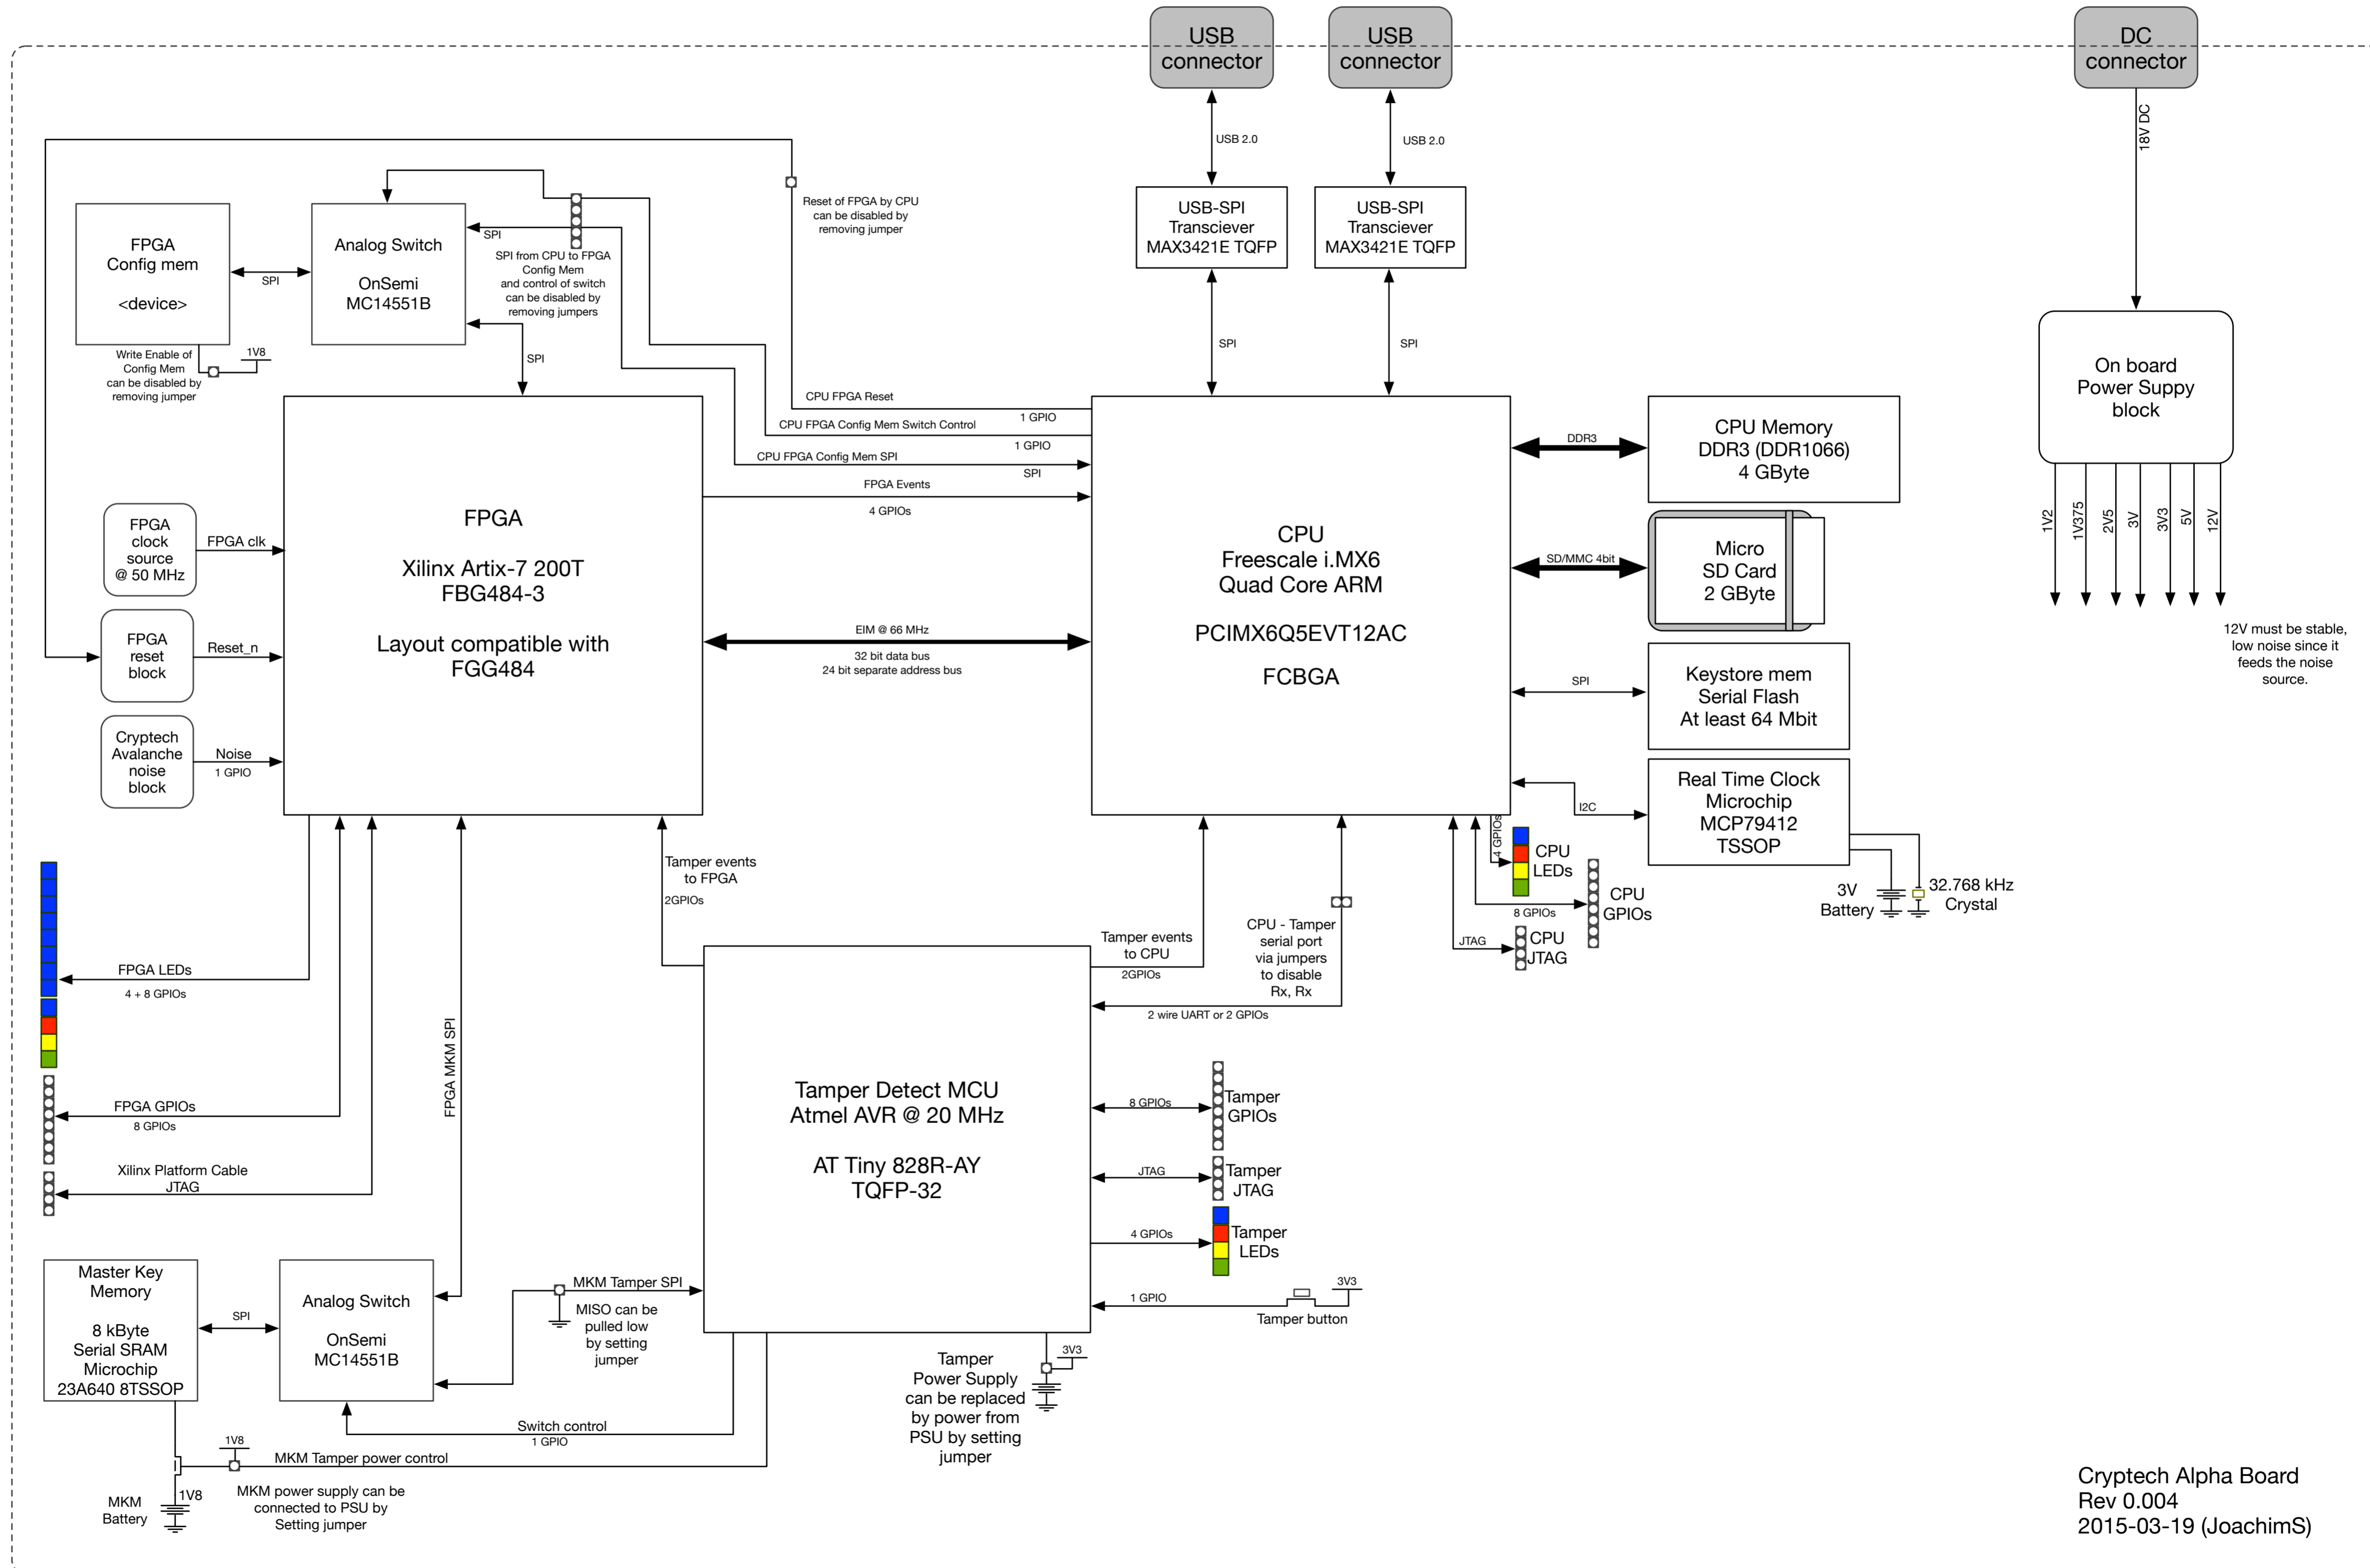 USB
connector
USB
connector
DC
connector
USB 2.0
USB 2.0
18V DC
USB-SPI
Transciever
MAX3421E TQFP
USB-SPI
Transciever
MAX3421E TQFP
SPI
SPI
Reset of FPGA by CPU
can be disabled by
removing jumper
FPGA
Config mem
<device>
SPI
Analog Switch
OnSemi
MC14551B
SPI
SPI from CPU to FPGA
Config Mem
and control of switch
can be disabled by
removing jumpers
SPI
Write Enable of
Config Mem
can be disabled by
removing jumper
1V8
CPU FPGA Reset
1 GPIO
CPU FPGA Config Mem Switch Control
1 GPIO
CPU FPGA Config Mem SPI
SPI
FPGA Events
4 GPIOs
FPGA
clock
source
@ 50 MHz
FPGA clk
FPGA
reset
block
Reset_n
Cryptech
Avalanche
noise
block
Noise
1 GPIO
FPGA
Xilinx Artix-7 200T
FBG484-3
Layout compatible with
FGG484
EIM @ 66 MHz
32 bit data bus
24 bit separate address bus
CPU
Freescale i.MX6
Quad Core ARM
PCIMX6Q5EVT12AC
FCBGA
DDR3
CPU Memory
DDR3 (DDR1066)
4 GByte
SD/MMC 4bit
Micro
SD Card
2 GByte
SPI
Keystore mem
Serial Flash
At least 64 Mbit
I2C
Real Time Clock
Microchip
MCP79412
TSSOP
3V
Battery
32.768 kHz
Crystal
On board
Power Suppy
block
1V2
1V375
2V5
3V
3V3
5V
12V
12V must be stable,
low noise since it
feeds the noise
source.
4 GPIOs
CPU
LEDs
8 GPIOs
CPU
GPIOs
JTAG
CPU
JTAG
Tamper events
to FPGA
2GPIOs
Tamper events
to CPU
2GPIOs
CPU - Tamper
serial port
via jumpers
to disable
Rx, Rx
2 wire UART or 2 GPIOs
FPGA LEDs
4 + 8 GPIOs
FPGA GPIOs
8 GPIOs
Xilinx Platform Cable
JTAG
FPGA MKM SPI
Tamper Detect MCU
Atmel AVR @ 20 MHz
AT Tiny 828R-AY
TQFP-32
8 GPIOs
Tamper
GPIOs
JTAG
Tamper
JTAG
4 GPIOs
Tamper
LEDs
1 GPIO
3V3
Tamper button
Master Key
Memory
8 kByte
Serial SRAM
Microchip
23A640 8TSSOP
SPI
Analog Switch
OnSemi
MC14551B
MKM Tamper SPI
MISO can be
pulled low
by setting
jumper
Tamper
Power Supply
can be replaced
by power from
PSU by setting
jumper
3V3
Switch control
1 GPIO
1V8
MKM Tamper power control
MKM
Battery
1V8
MKM power supply can be
connected to PSU by
Setting jumper
Cryptech Alpha Board
Rev 0.004
2015-03-19 (JoachimS)